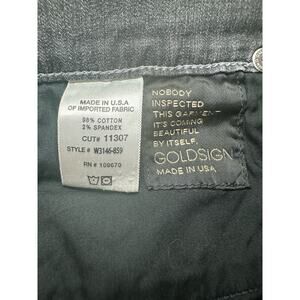 MADE IN U.S.A
OF IMPORTED FABRIC
98% COTTON
2% SPANDEX
CUT# 11307
STYLE # W3146-859
RN # 109670
NOBODY
INSPECTED
THIS GARMENT
IT'S COMING
BEAUTIFUL
BY ITSELF.
GOLDSIGN
MADE IN USA